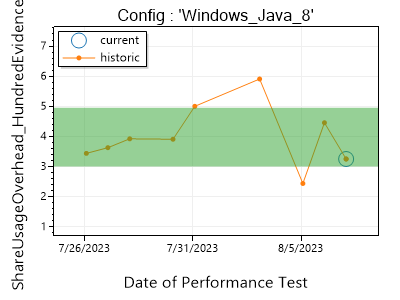 Config : 'Windows_Java_8'
current
historic
7
6
5
4
3
2
1
ShareUsageOverhead_HundredEvidence
7/26/2023
7/31/2023
8/5/2023
Date of Performance Test